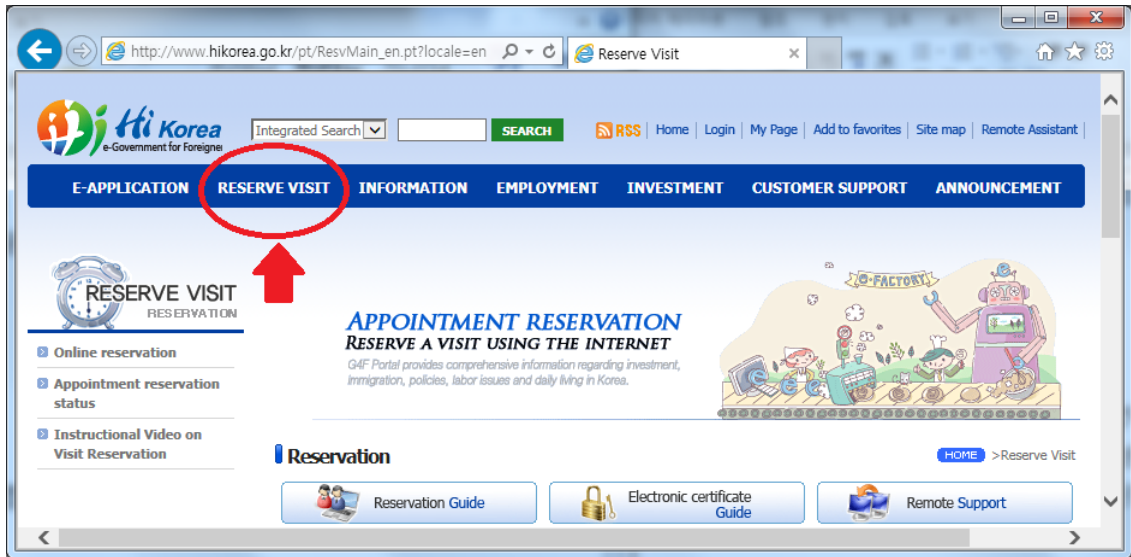 http://www.hikorea.go.kr/pt/ResvMain_en.pt?locale=en
Reserve Visit
Hi Korea
e-Government for Foreigner
Integrated Search
SEARCH
RSS | Home | Login | My Page | Add to favorites | Site map | Remote Assistant |
E-APPLICATION RESERVE VISIT INFORMATION EMPLOYMENT INVESTMENT CUSTOMER SUPPORT ANNOUNCEMENT
RESERVE VISIT
RESERVATION
Online reservation
Appointment reservation
status
Instructional Video on
Visit Reservation
APPOINTMENT RESERVATION
RESERVE A VISIT USING THE INTERNET
G4F Portal provides comprehensive information regarding investment,
immigration, policies, labor issues and daily living in Korea.
e-FACTORY
Reservation
HOME >Reserve Visit
Reservation Guide
Electronic certificate
Guide
Remote Support